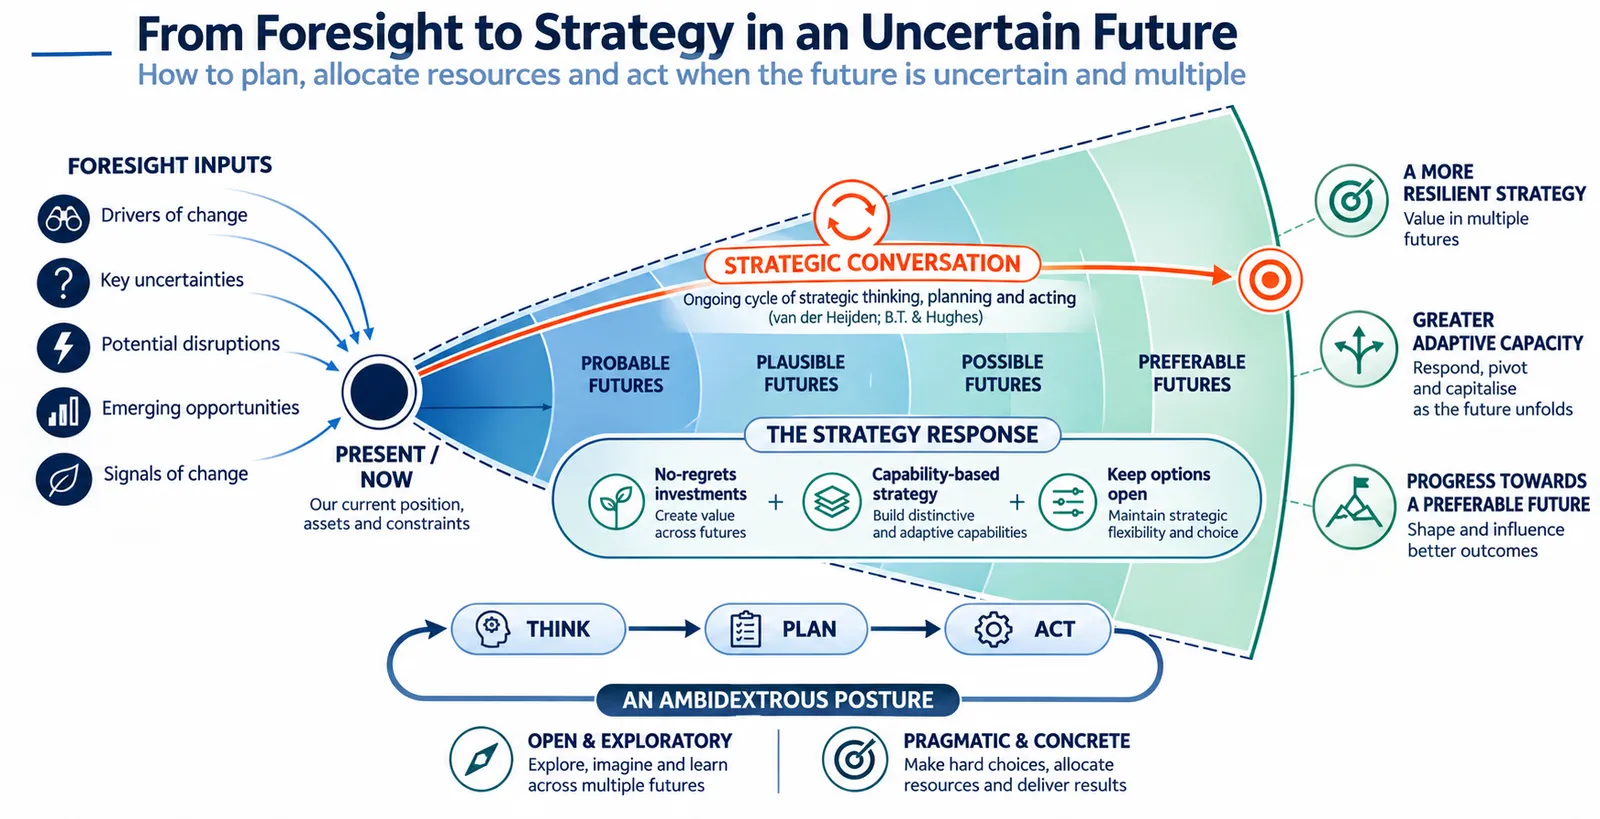 From Foresight to Strategy in an Uncertain Future
How to plan, allocate resources and act when the future is uncertain and multiple
FORESIGHT INPUTS
Drivers of change
Key uncertainties
Potential disruptions
Emerging opportunities
Signals of change
PRESENT /
NOW
Our current position,
assets and constraints
STRATEGIC CONVERSATION
Ongoing cycle of strategic thinking, planning and acting
(van der Heijden; B.T. & Hughes)
PROBABLE
FUTURES
PLAUSIBLE
FUTURES
POSSIBLE
FUTURES
PREFERABLE
FUTURES
THE STRATEGY RESPONSE
No-regrets
investments
Create value
across futures
+
Capability-based
strategy
Build distinctive
and adaptive capabilities
+
Keep options
open
Maintain strategic
flexibility and choice
A MORE
RESILIENT STRATEGY
Value in multiple
futures
GREATER
ADAPTIVE CAPACITY
Respond, pivot
and capitalise
as the future unfolds
PROGRESS TOWARDS
A PREFERABLE FUTURE
Shape and influence
better outcomes
THINK
PLAN
ACT
AN AMBIDEXTROUS POSTURE
OPEN & EXPLORATORY
Explore, imagine and learn
across multiple futures
PRAGMATIC & CONCRETE
Make hard choices, allocate
resources and deliver results